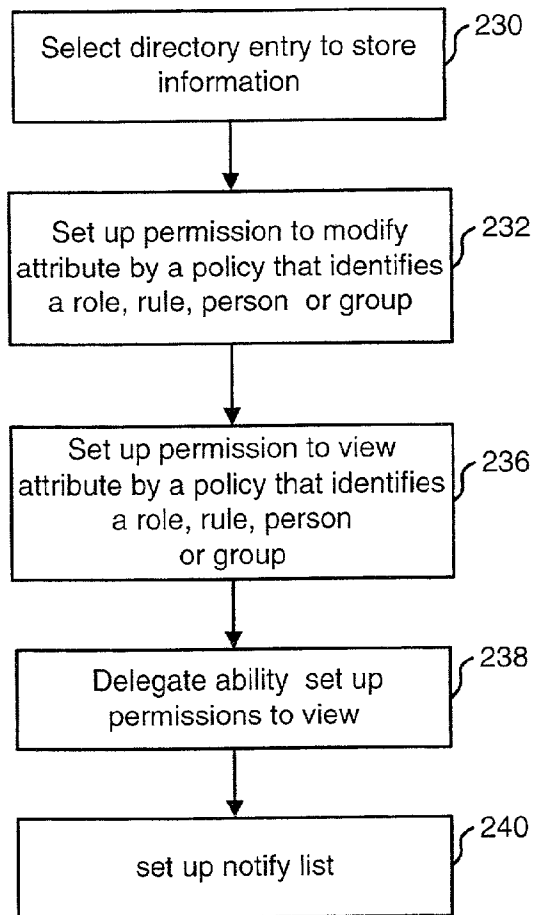 Select directory entry to store
information
230
Set up permission to modify
attribute by a policy that identifies
a role, rule, person or group
232
Set up permission to view
attribute by a policy that identifies
a role, rule, person
or group
236
Delegate ability set up
permissions to view
238
set up notify list
240